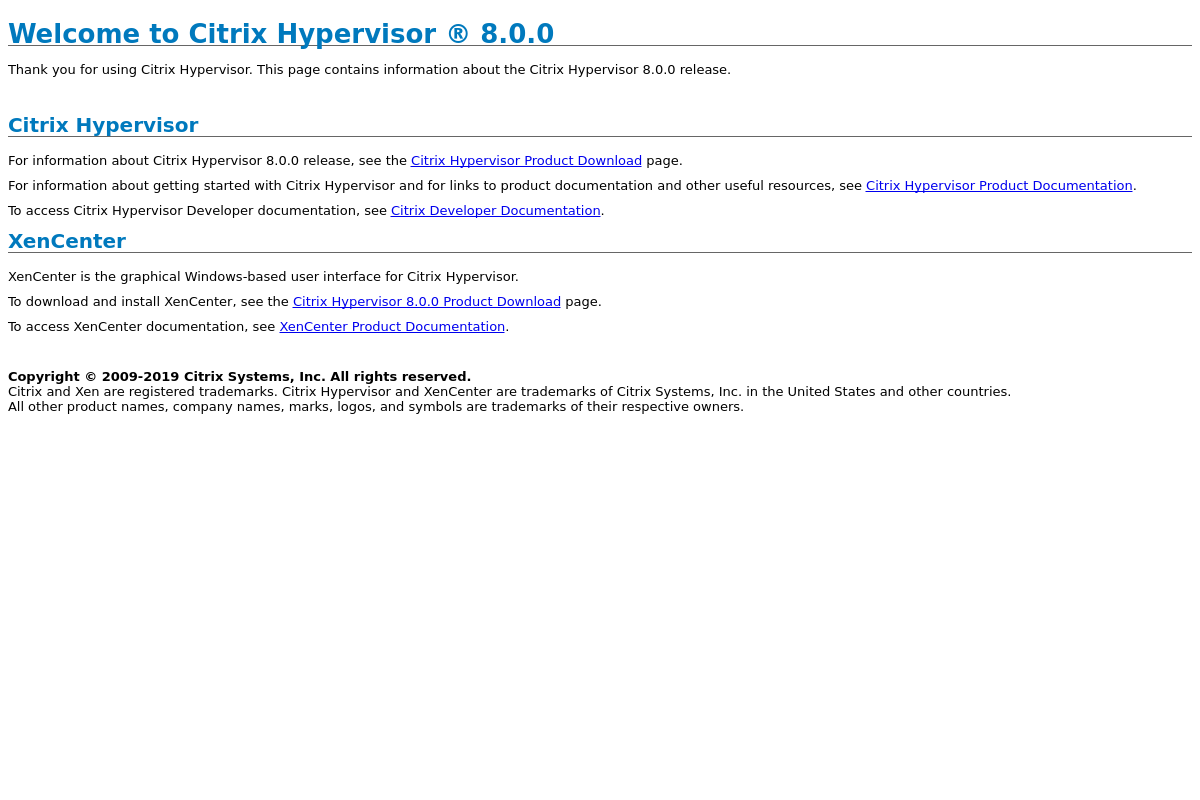 Welcome to Citrix Hypervisor ® 8.0.0
Thank you for using Citrix Hypervisor. This page contains information about the Citrix Hypervisor 8.0.0 release.
Citrix Hypervisor
For information about Citrix Hypervisor 8.0.0 release, see the Citrix Hypervisor Product Download page.
For information about getting started with Citrix Hypervisor and for links to product documentation and other useful resources, see Citrix Hypervisor Product Documentation.
To access Citrix Hypervisor Developer documentation, see Citrix Developer Documentation.
XenCenter
XenCenter is the graphical Windows-based user interface for Citrix Hypervisor.
To download and install XenCenter, see the Citrix Hypervisor 8.0.0 Product Download page.
To access XenCenter documentation, see XenCenter Product Documentation.
Copyright © 2009-2019 Citrix Systems, Inc. All rights reserved.
Citrix and Xen are registered trademarks. Citrix Hypervisor and XenCenter are trademarks of Citrix Systems, Inc. in the United States and other countries.
All other product names, company names, marks, logos, and symbols are trademarks of their respective owners.